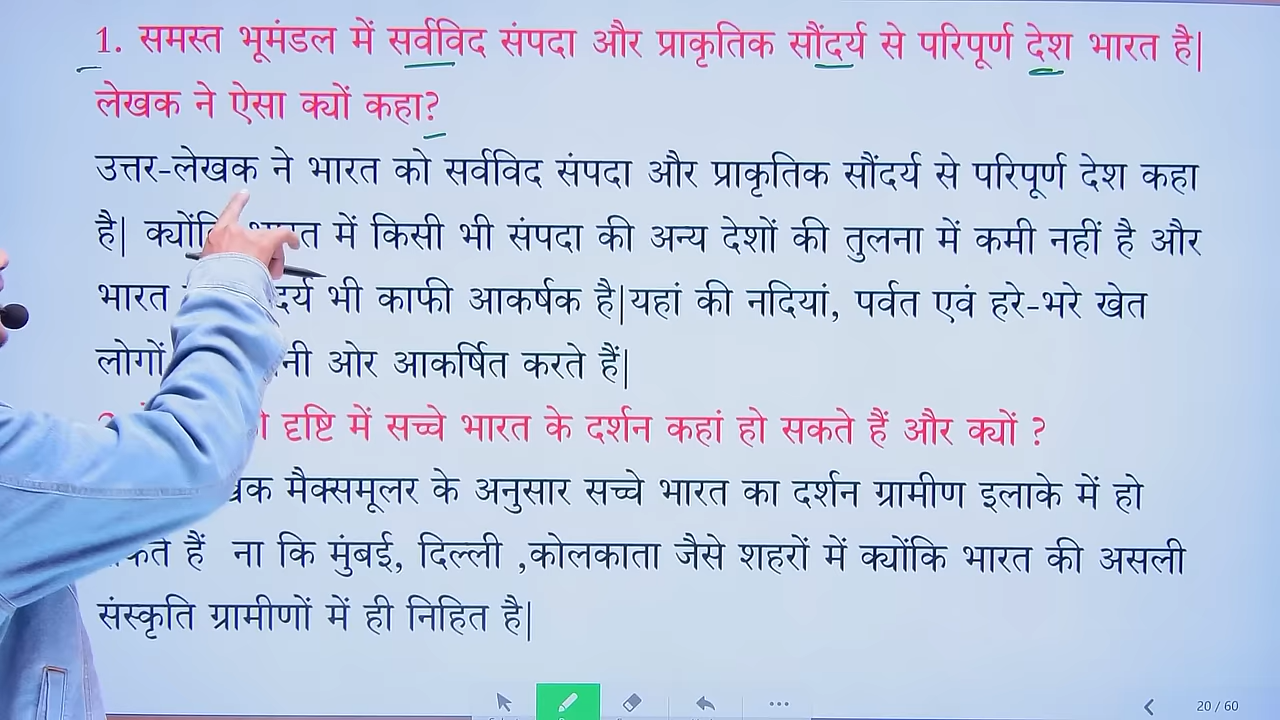 1. समस्त भूमंडल में सर्वविद संपदा और प्राकृतिक सौंदर्य से परिपूर्ण देश भारत है|
लेखक ने ऐसा क्यों कहा?
उत्तर-लेखक ने भारत को सर्वविद संपदा और प्राकृतिक सौंदर्य से परिपूर्ण देश कहा
है| में किसी भी संपदा की अन्य देशों की तुलना में कमी नहीं है और
भारत भी काफी आकर्षक है|यहां की नदियां, पर्वत एवं हरे-भरे खेत
लोगों ओर आकर्षित करते हैं|
दृष्टि में सच्चे भारत के दर्शन कहां हो सकते हैं और क्यों ?
मैक्समूलर के अनुसार सच्चे भारत का दर्शन ग्रामीण इलाके में हो
हैं ना कि मुंबई, दिल्ली ,कोलकाता जैसे शहरों में क्योंकि भारत की असली
संस्कृति ग्रामीणों में ही निहित है|
20 / 60